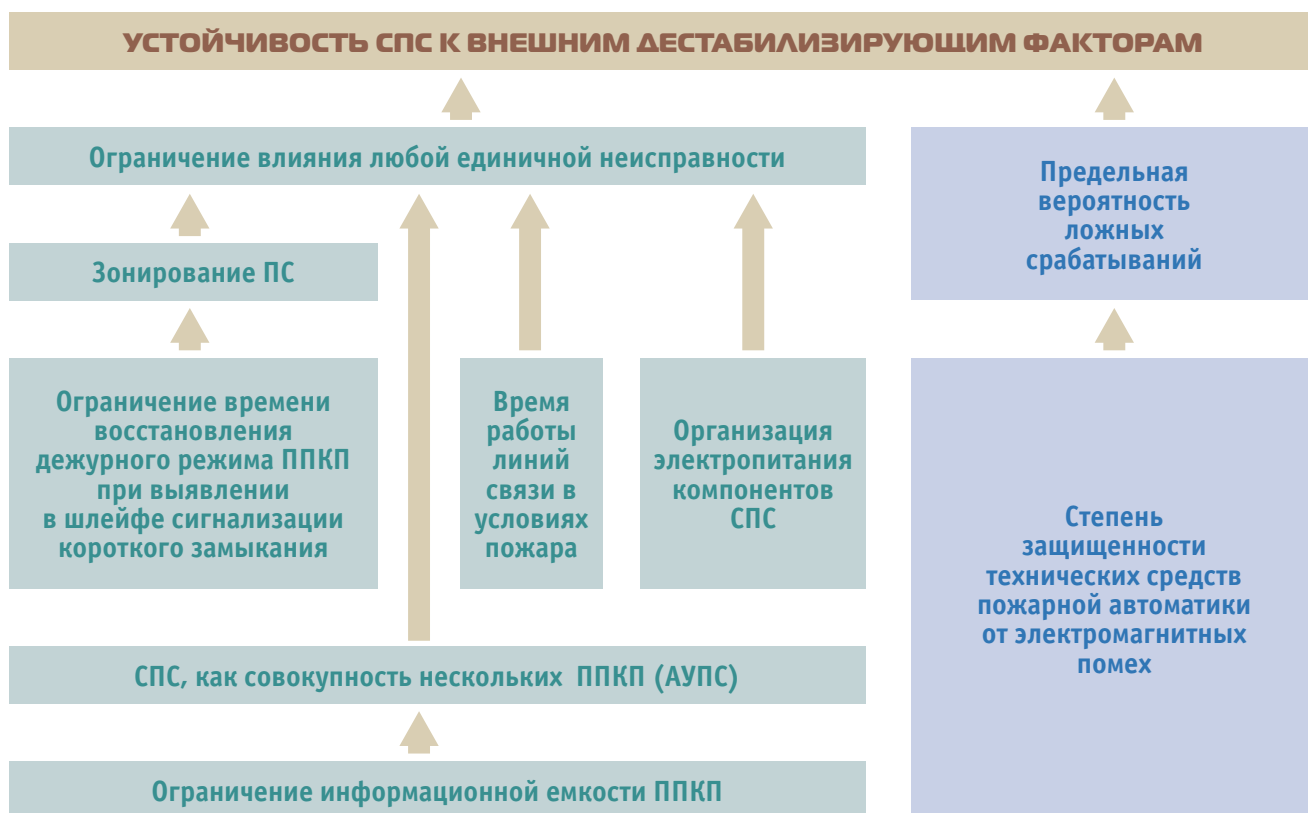 УСТОЙЧИВОСТЬ СПС К ВНЕШНИМ ДЕСТАБИЛИЗИРУЮЩИМ ФАКТОРАМ
Ограничение влияния любой единичной неисправности
Предельная
вероятность
ложных
срабатываний
Зонирование ПС
Ограничение времени
восстановления
дежурного режима ППКП
при выявлении
в шлейфе сигнализации
короткого замыкания
Время
работы
линий
связи в
условиях
пожара
Организация
электропитания
компонентов
СПС
Степень
защищенности
технических средств
пожарной автоматики
от электромагнитных
помех
СПС, как совокупность нескольких ППКП (АУПС)
Ограничение информационной емкости ППКП